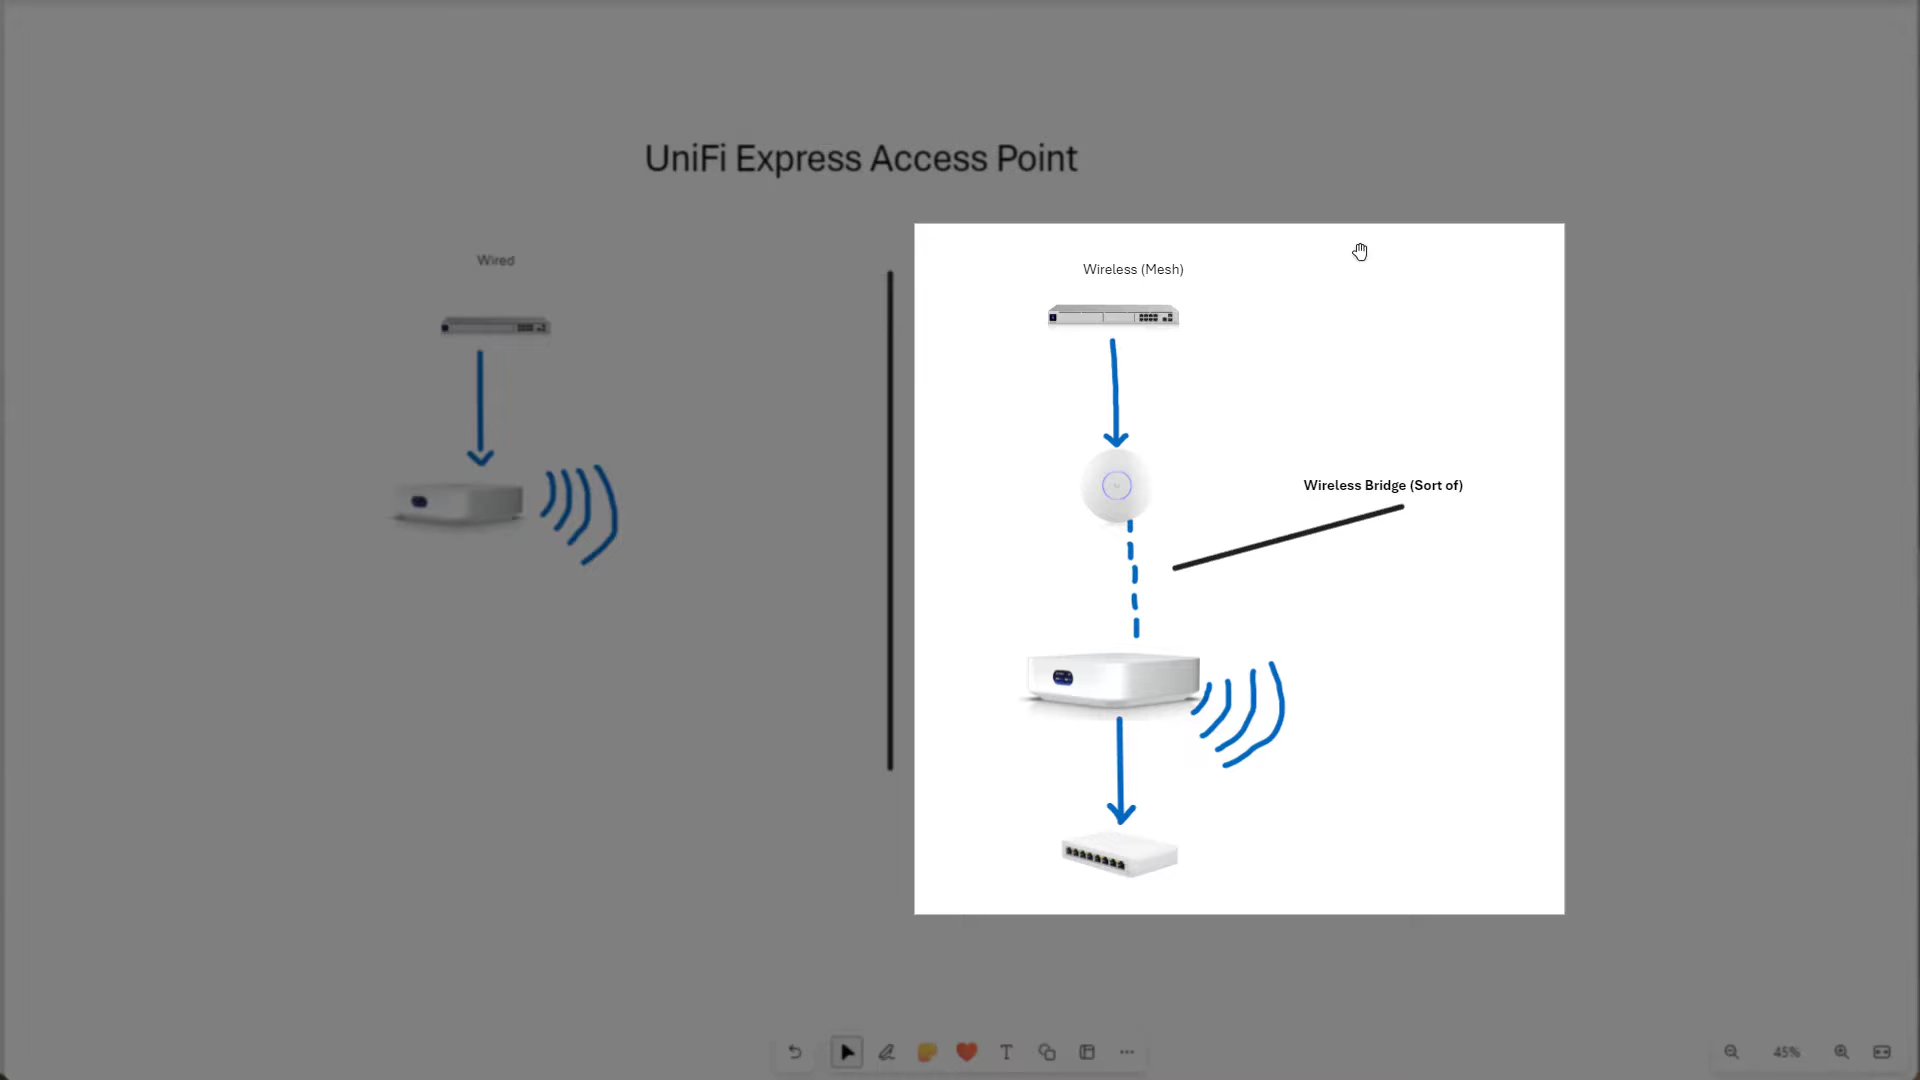 UniFi Express Access Point
Wired
Wireless (Mesh)
Wireless Bridge (Sort of)
45%